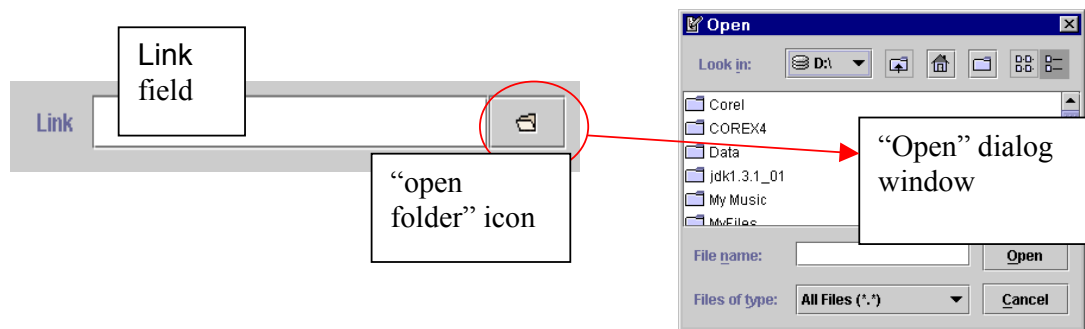 Link
field
Link
“open
folder” icon
Open
Look in:
D:\
Corel
COREX4
Data
jdk1.3.1_01
My Music
MyFiles
“Open” dialog
window
File name:
Open
Files of type:
All Files (*.*)
Cancel